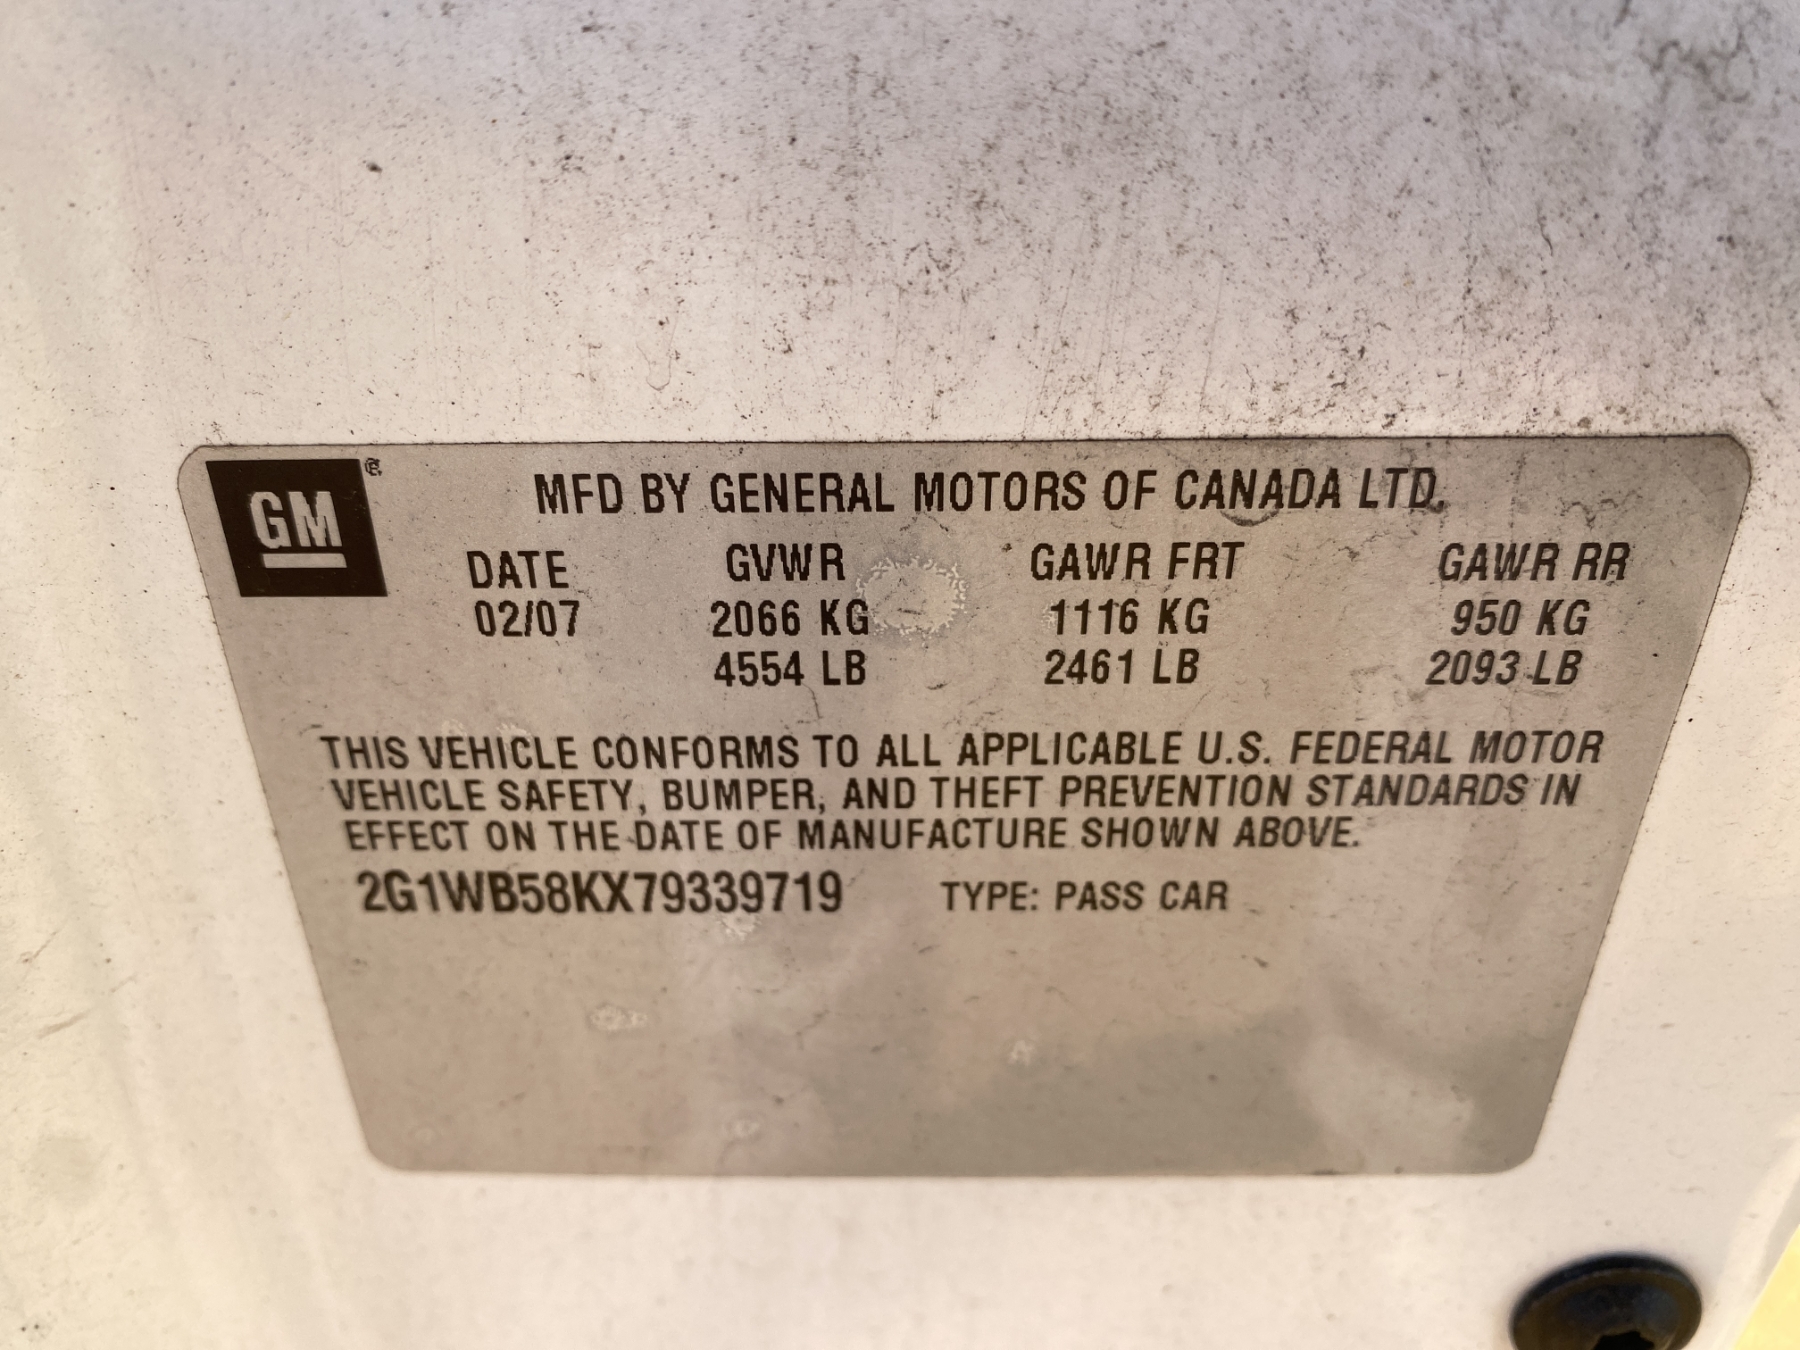 GM ®
MFD BY GENERAL MOTORS OF CANADA LTD.
DATE GVWR GAWR FRT GAWR RR
02/07 2066 KG 1116 KG 950 KG
4554 LB 2461 LB 2093 LB
THIS VEHICLE CONFORMS TO ALL APPLICABLE U.S. FEDERAL MOTOR
VEHICLE SAFETY, BUMPER, AND THEFT PREVENTION STANDARDS IN
EFFECT ON THE DATE OF MANUFACTURE SHOWN ABOVE.
2G1WB58KX79339719 TYPE: PASS CAR